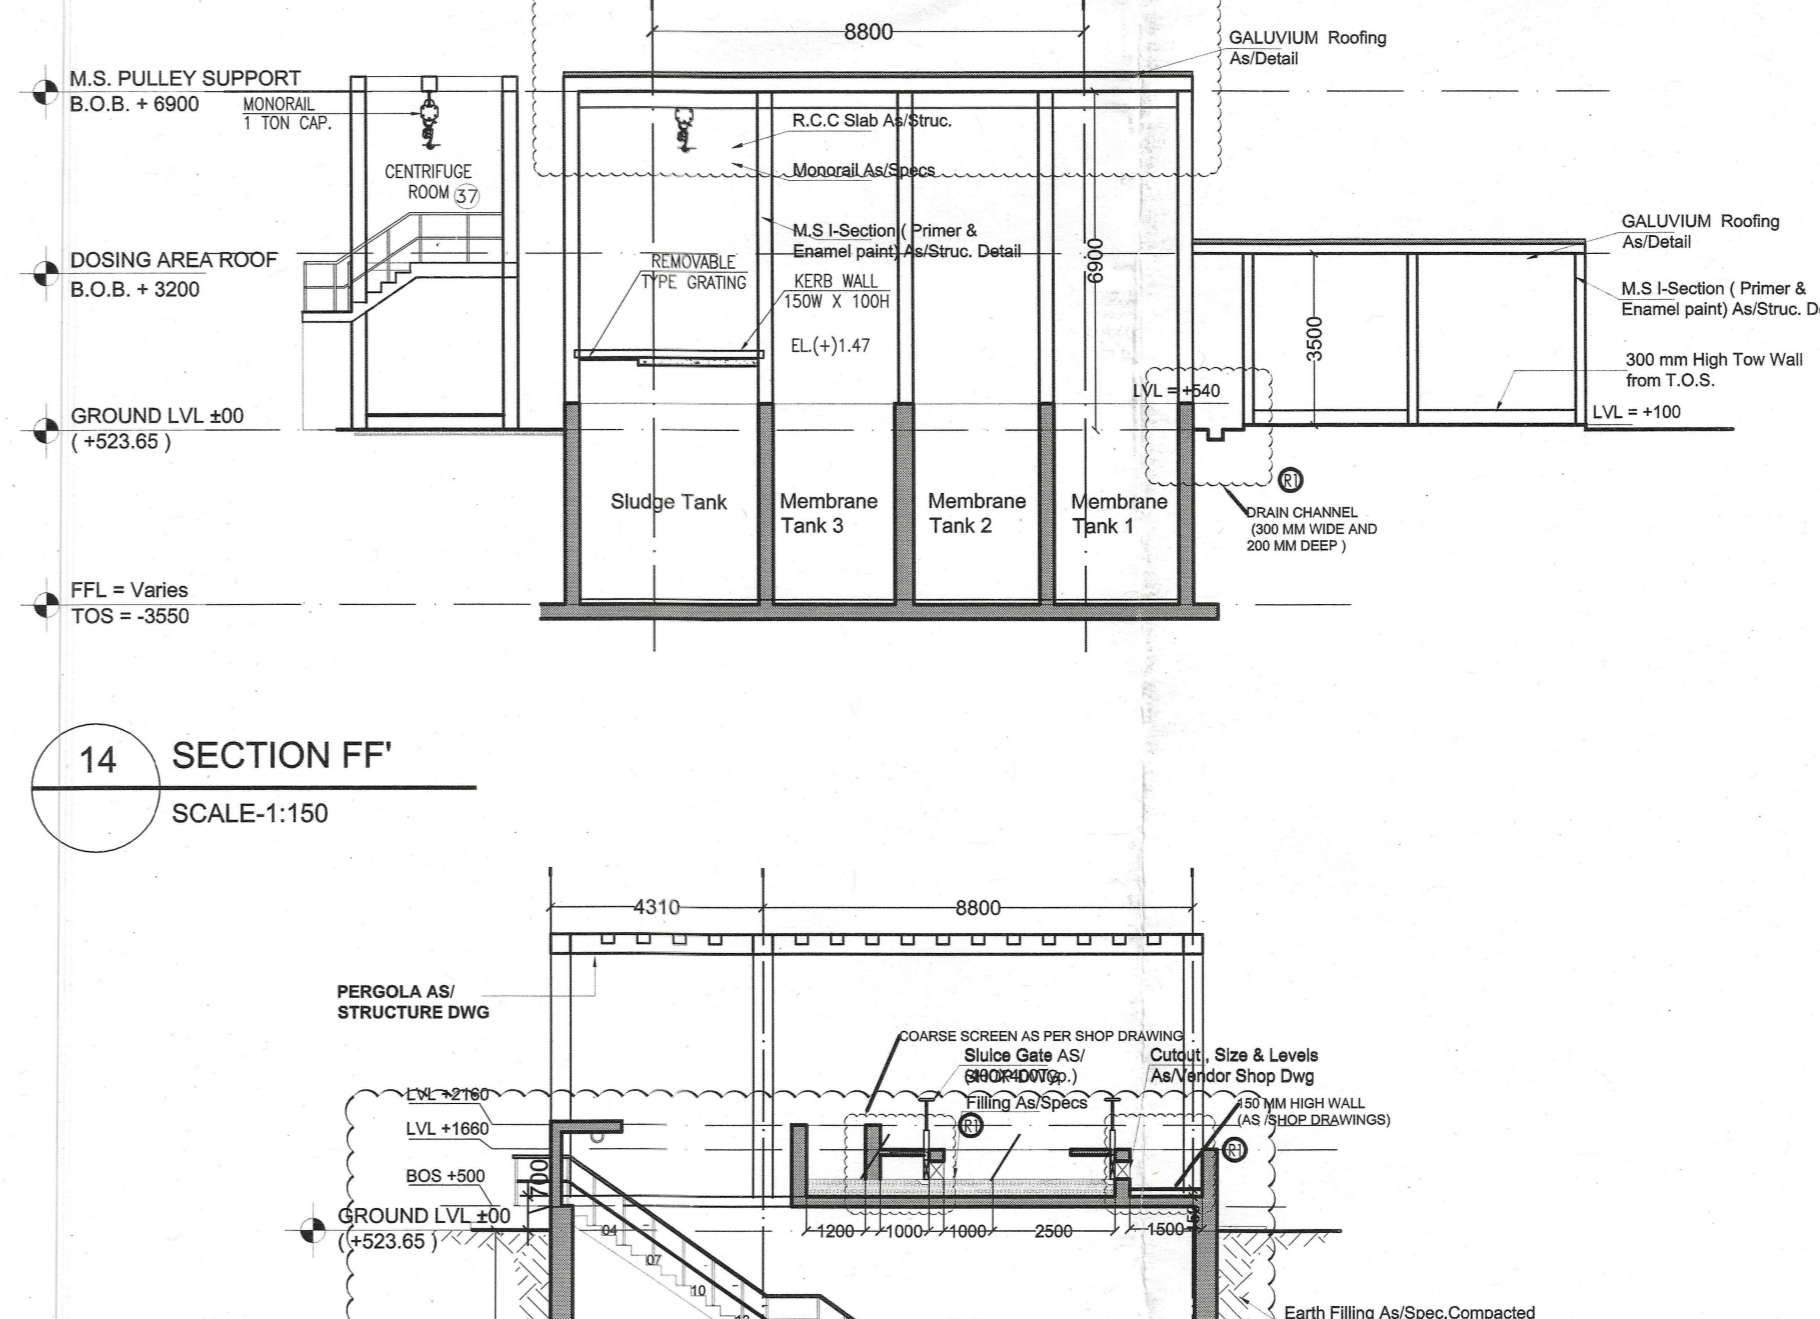 8800
GALUVIUM Roofing
As/Detail
M.S. PULLEY SUPPORT
B.O.B. + 6900
MONORAIL
1 TON CAP.
R.C.C Slab As/Struc.
Monorail As/Specs
CENTRIFUGE
ROOM 37
M.S I-Section ( Primer &
Enamel paint) As/Struc. Detail
GALUVIUM Roofing
As/Detail
DOSING AREA ROOF
B.O.B. + 3200
REMOVABLE
TYPE GRATING
KERB WALL
150W X 100H
EL.(+)1.47
6900
3500
M.S I-Section ( Primer &
Enamel paint) As/Struc.
300 mm High Tow Wall
from T.O.S.
LVL = +540
LVL = +100
GROUND LVL ±00
( +523.65 )
Sludge Tank
Membrane
Tank 3
Membrane
Tank 2
Membrane
Tank 1
R1
DRAIN CHANNEL
(300 MM WIDE AND
200 MM DEEP )
FFL = Varies
TOS = -3550
14
SECTION FF'
SCALE-1:150
4310
8800
PERGOLA AS/
STRUCTURE DWG
COARSE SCREEN AS PER SHOP DRAWING
Sluice Gate AS/
Cutout , Size & Levels
As/Vendor Shop Dwg
Filling As/Specs
150 MM HIGH WALL
(AS /SHOP DRAWINGS)
LVL +2160
LVL +1660
R1
R1
BOS +500
700
GROUND LVL ±00
( +523.65 )
1200
1000
1000
2500
1500
04
07
10
Earth Filling As/Spec.Compacted